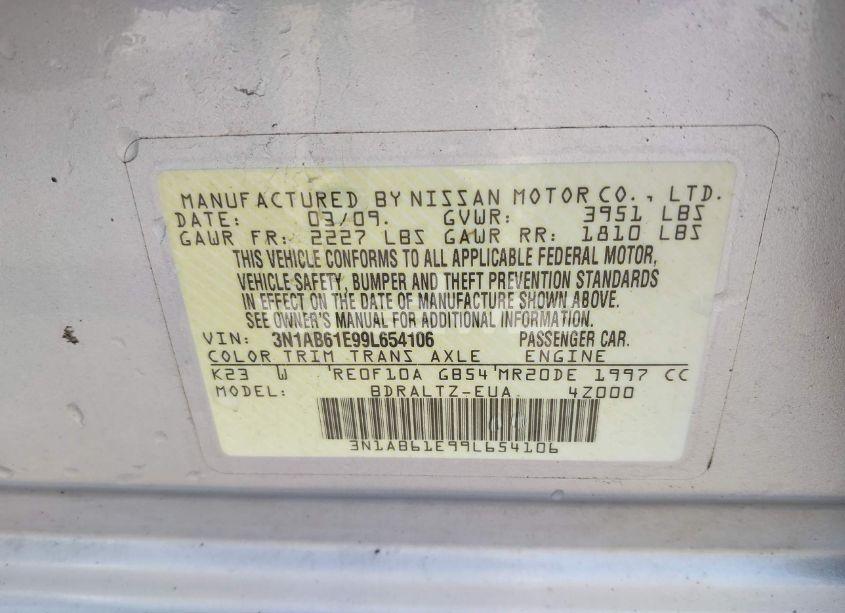 MANUFACTURED BY NISSAN MOTOR CO., LTD.
DATE: 03/09. GVWR: 3951 LBS
GAWR FR: 2227 LBS GAWR RR: 1810 LBS
THIS VEHICLE CONFORMS TO ALL APPLICABLE FEDERAL MOTOR,
VEHICLE SAFETY, BUMPER AND THEFT PREVENTION STANDARDS
IN EFFECT ON THE DATE OF MANUFACTURE SHOWN ABOVE.
SEE OWNER'S MANUAL FOR ADDITIONAL INFORMATION.
VIN: 3N1AB61E99L654106 PASSENGER CAR.
COLOR TRIM TRANS AXLE ENGINE
K23 W 'RE0F10A GB54'MR20DE 1997 CC
MODEL: BDRALTZ-EUA 4Z000
3N1AB61E99L654106